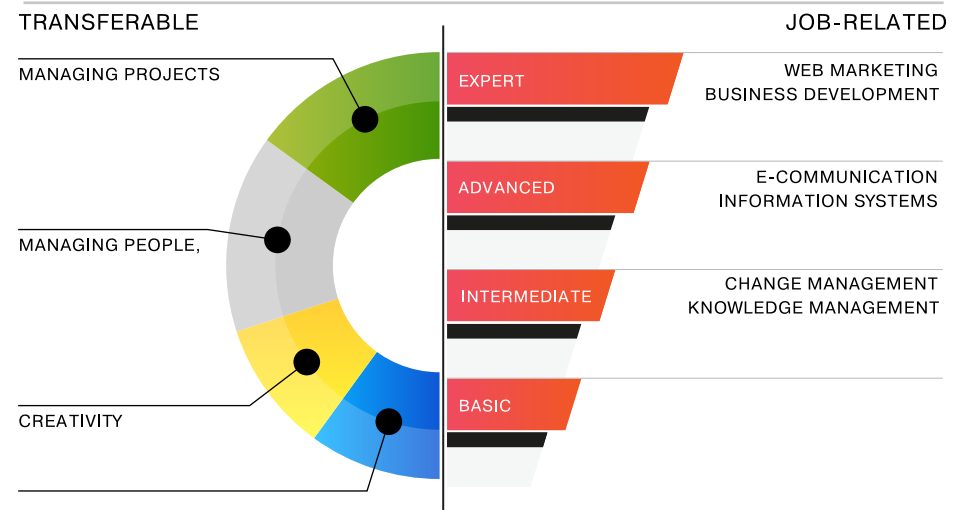 TRANSFERABLE
MANAGING PROJECTS
MANAGING PEOPLE,
CREATIVITY
JOB-RELATED
EXPERT
WEB MARKETING
BUSINESS DEVELOPMENT
ADVANCED
E-COMMUNICATION
INFORMATION SYSTEMS
INTERMEDIATE
CHANGE MANAGEMENT
KNOWLEDGE MANAGEMENT
BASIC